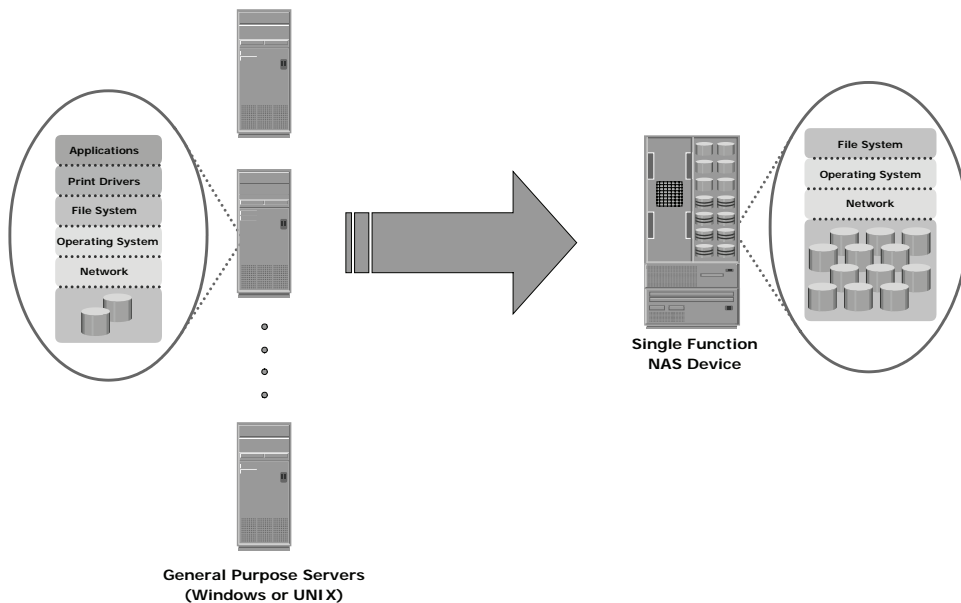 Applications
Print Drivers
File System
Operating System
Network
General Purpose Servers
(Windows or UNIX)
Single Function
NAS Device
File System
Operating System
Network